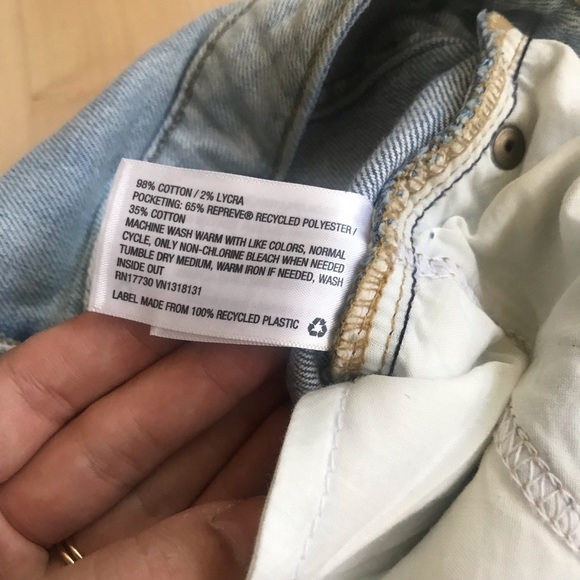 98% COTTON / 2% LYCRA
POCKETING: 65% REPREVE® RECYCLED POLYESTER /
35% COTTON
MACHINE WASH WARM WITH LIKE COLORS, NORMAL
CYCLE, ONLY NON-CHLORINE BLEACH WHEN NEEDED
TUMBLE DRY MEDIUM, WARM IRON IF NEEDED, WASH
INSIDE OUT
RN17730 VN1318131
LABEL MADE FROM 100% RECYCLED PLASTIC